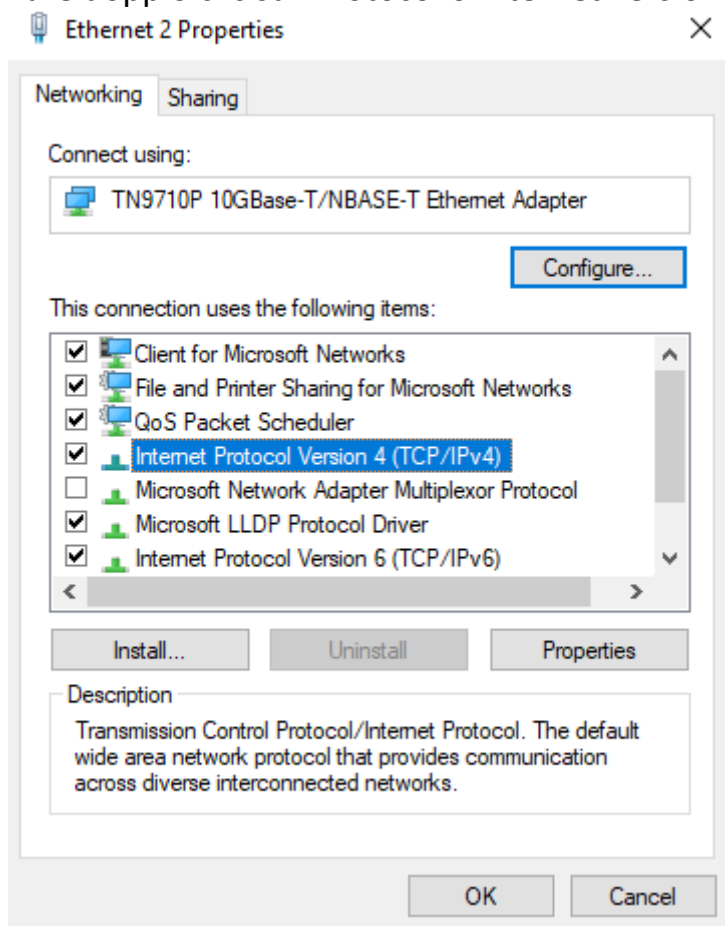 Ethernet 2 Properties
Networking
Sharing
Connect using:
TN9710P 10GBase-T/NBASE-T Ethernet Adapter
Configure...
This connection uses the following items:
Client for Microsoft Networks
File and Printer Sharing for Microsoft Networks
QoS Packet Scheduler
Internet Protocol Version 4 (TCP/IPv4)
Microsoft Network Adapter Multiplexor Protocol
Microsoft LLDP Protocol Driver
Internet Protocol Version 6 (TCP/IPv6)
Install...
Uninstall
Properties
Description
Transmission Control Protocol/Internet Protocol. The default
wide area network protocol that provides communication
across diverse interconnected networks.
OK
Cancel